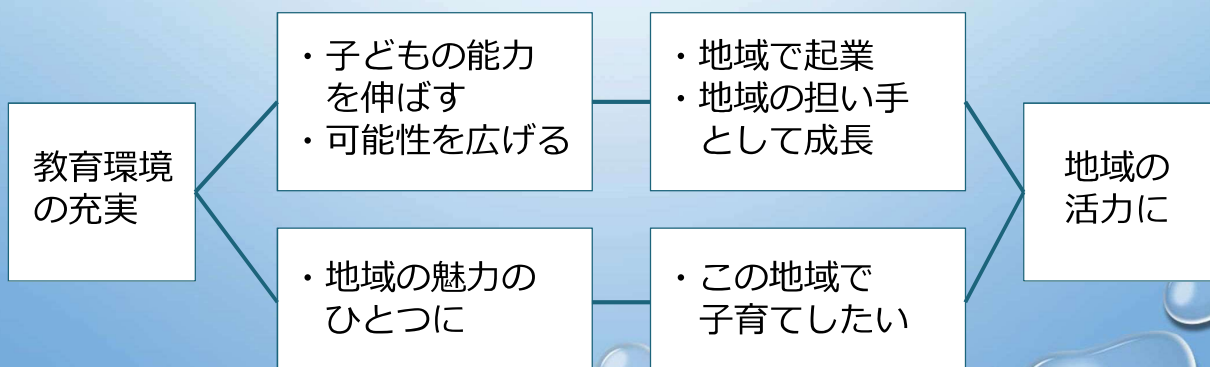 教育環境
の充実
・子どもの能力
を伸ばす
・可能性を広げる
・地域で起業
・地域の担い手
として成長
・地域の魅力の
ひとつに
・この地域で
子育てしたい
地域の
活力に